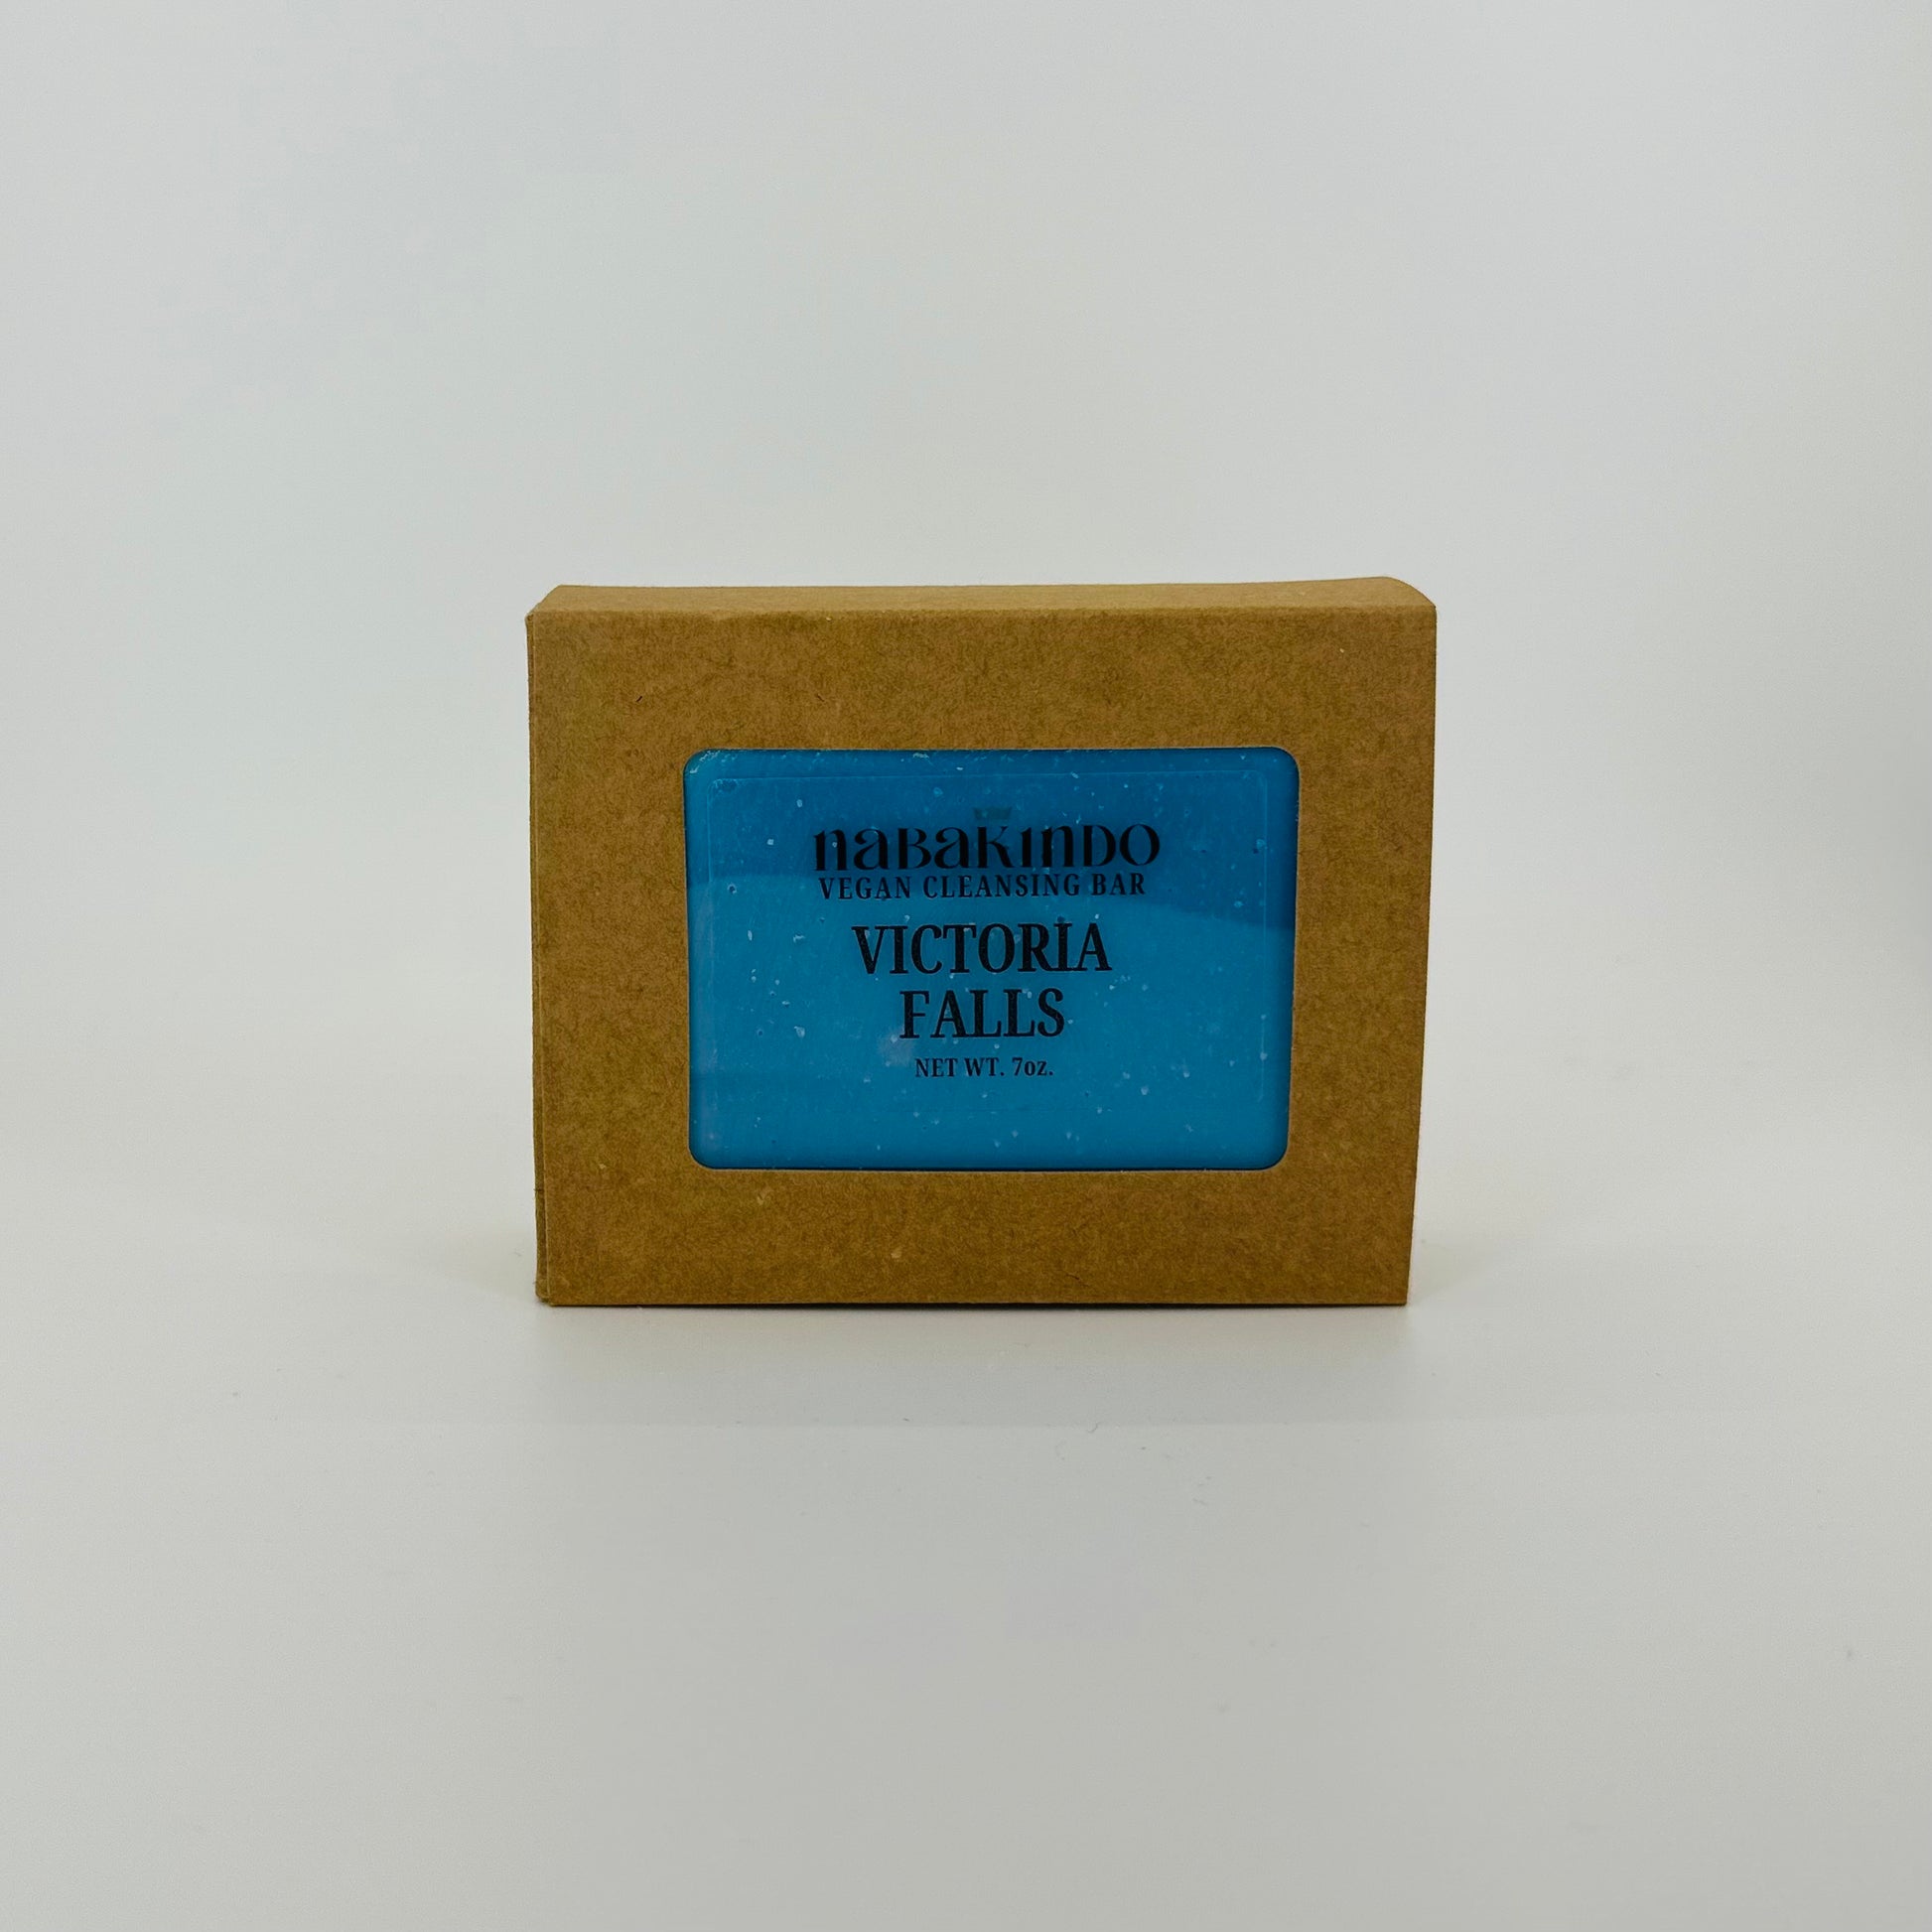 naBaKINDO
VEGAN CLEANSING BAR
VICTORIA
FALLS
NET WT. 7oz.